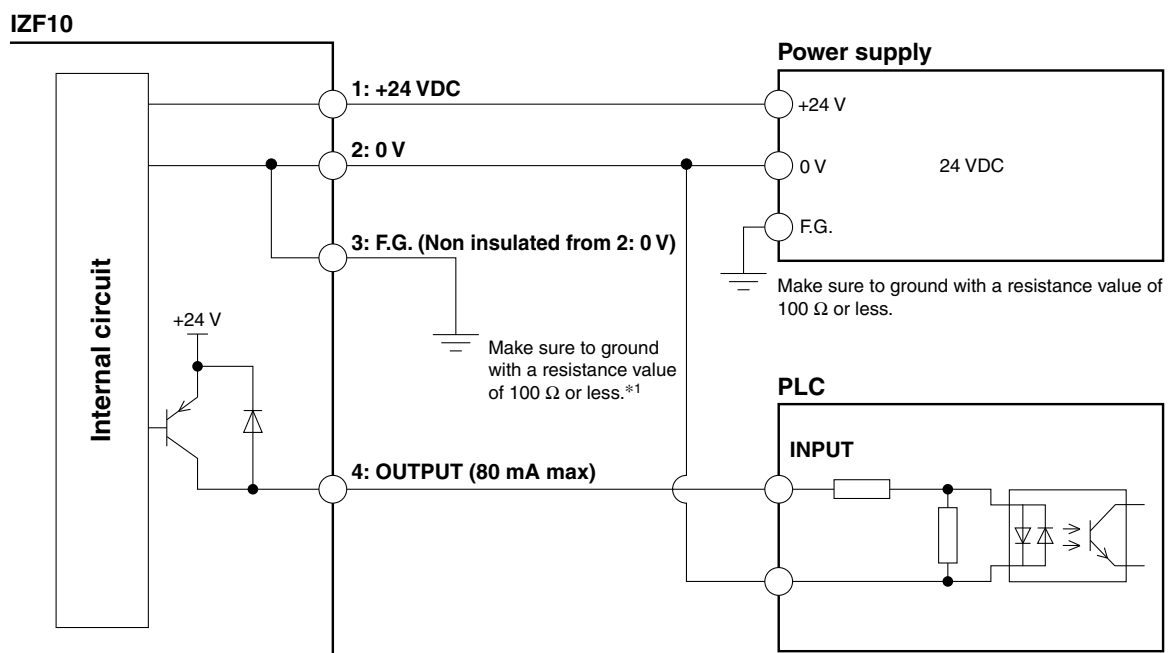 IZF10
Power supply
1: +24 VDC
+24 V
2: 0 V
0 V
24 VDC
3: F.G. (Non insulated from 2: 0 V)
F.G.
Make sure to ground with a resistance value of
100 Ω or less.
Internal circuit
+24 V
Make sure to ground
with a resistance value
of 100 Ω or less.*1
PLC
INPUT
4: OUTPUT (80 mA max)